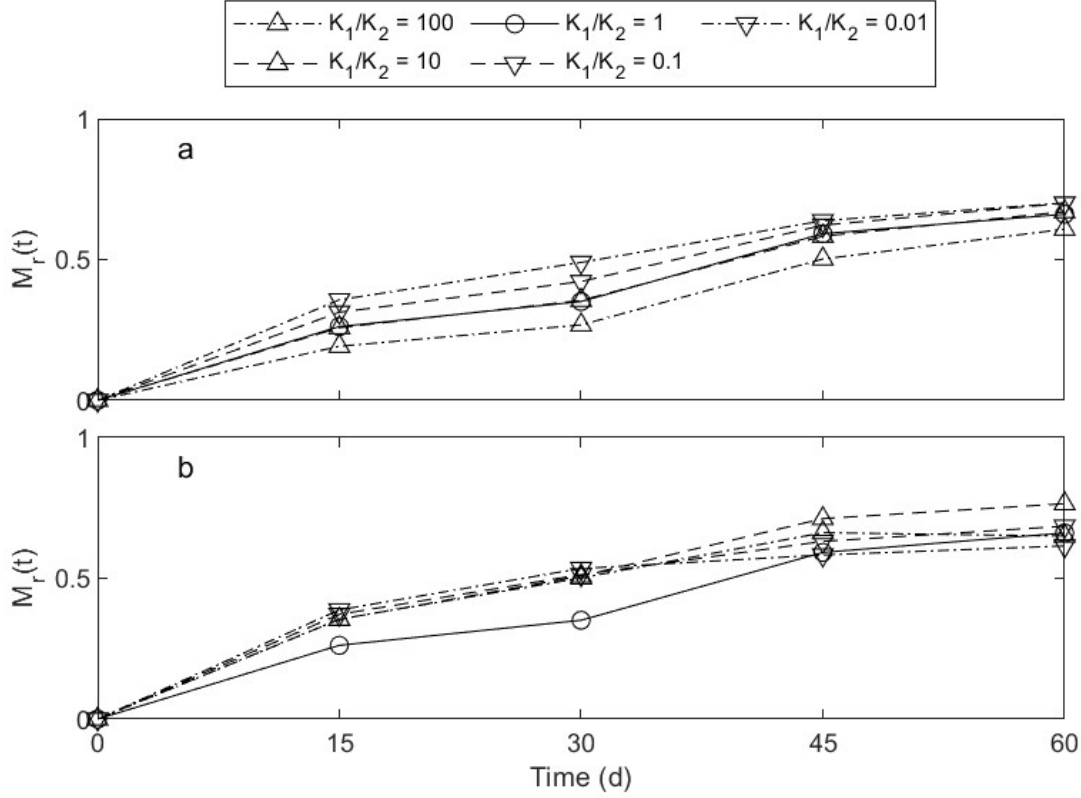 K1/K2 = 100 K1/K2 = 1 K1/K2 = 0.01
K1/K2 = 10 K1/K2 = 0.1
1
a
0.5
Mr(t)
0
1
b
0.5
Mr(t)
0
0 15 30 45 60
Time (d)